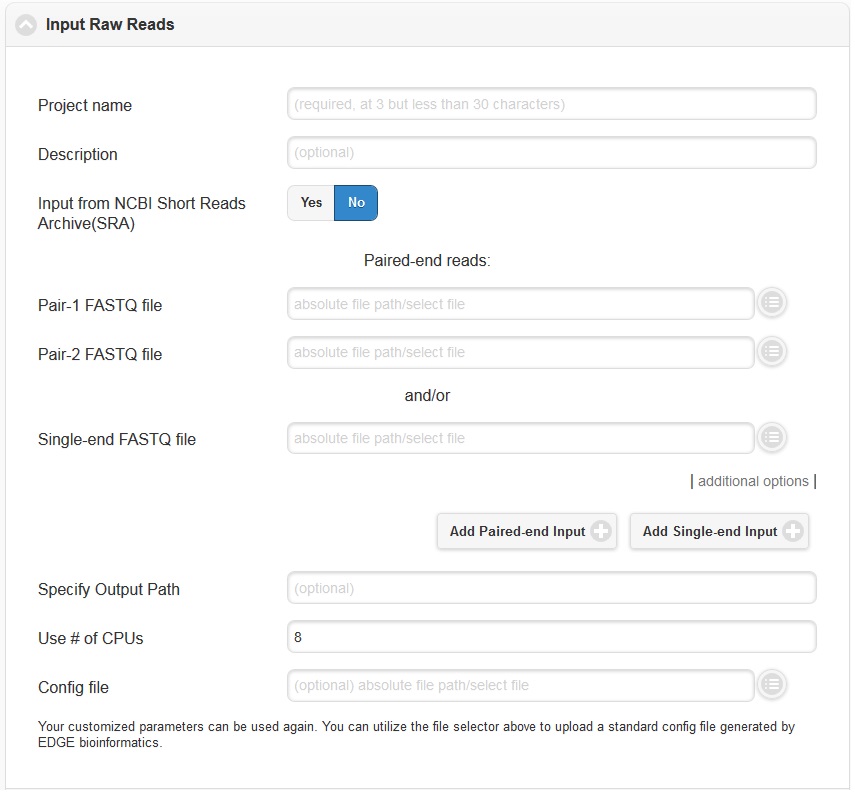 Input Raw Reads
Project name
(required, at 3 but less than 30 characters)
Description
(optional)
Input from NCBI Short Reads
Archive(SRA)
Yes No
Paired-end reads:
Pair-1 FASTQ file
absolute file path/select file
Pair-2 FASTQ file
absolute file path/select file
and/or
Single-end FASTQ file
absolute file path/select file
| additional options |
Add Paired-end Input
Add Single-end Input
Specify Output Path
(optional)
Use # of CPUs
8
Config file
(optional) absolute file path/select file
Your customized parameters can be used again. You can utilize the file selector above to upload a standard config file generated by
EDGE bioinformatics.